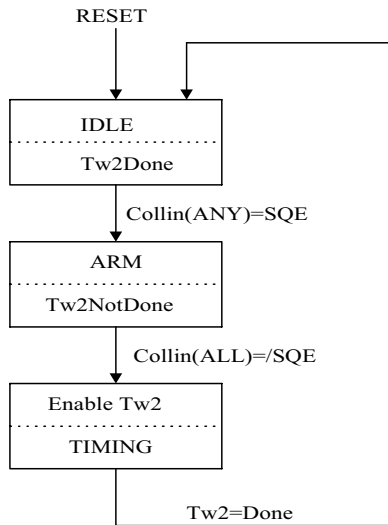 RESET
IDLE
Tw2Done
Collin(ANY)=SQE
ARM
Tw2NotDone
Collin(ALL)=/SQE
Enable Tw2
TIMING
Tw2=Done